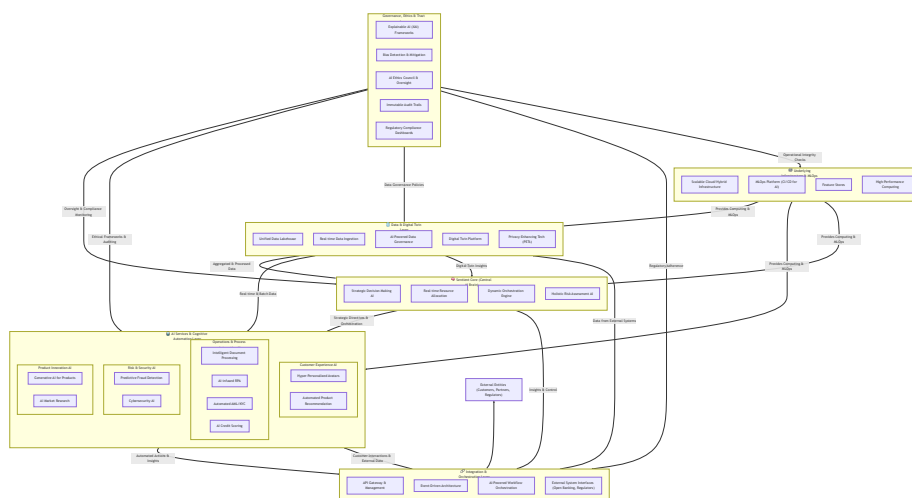 Governance, Ethics & Trust
Explainable AI (XAI)
Frameworks
Bias Detection & Mitigation
AI Ethics Council &
Oversight
Immutable Audit Trails
Regulatory Compliance
Dashboards
Operational Integrity
Checks
Underlying
Scalable Cloud/Hybrid
Infrastructure
MLOps Platform (CI/CD for
AI)
Feature Stores
High-Performance
Computing
Data Governance Policies
Oversight & Compliance
Monitoring
Ethical Frameworks &
Auditing
Provides Computing &
MLOps
Data & Digital Twin
Unified Data Lakehouse
Real-time Data Ingestion
AI-Powered Data
Governance
Digital Twin Platform
Privacy Enhancing Tech
(PETs)
Provides Computing &
MLOps
Aggregated & Processed
Data
Digital Twin Insights
Regulatory Adherence
Provides Computing &
MLOps
Sentient Core (Central
Strategic Decision-Making
AI
Real-time Resource
Allocation
Dynamic Orchestration
Engine
Holistic Risk Assessment AI
Real-time & Batch Data
Strategic Directives &
Orchestration
Data from External Systems
AI Services & Cognitive
Product Innovation AI
Generative AI for Products
AI Market Research
Risk & Security AI
Predictive Fraud Detection
Cybersecurity AI
Operations & Process
Intelligent Document
Processing
AI-Infused RPA
Automated AML/KYC
AI Credit Scoring
Customer Experience AI
Hyper-Personalized Advisors
Automated Product
Recommendation
External Entities
(Customers, Partners,
Regulators)
Insights & Context
Automated Actions &
Insights
Customer Interactions &
External Data
Integration &
API Gateway &
Management
Event-Driven Architecture
AI-Powered Workflow
Orchestration
External System Interfaces
(Open Banking, Regulators)